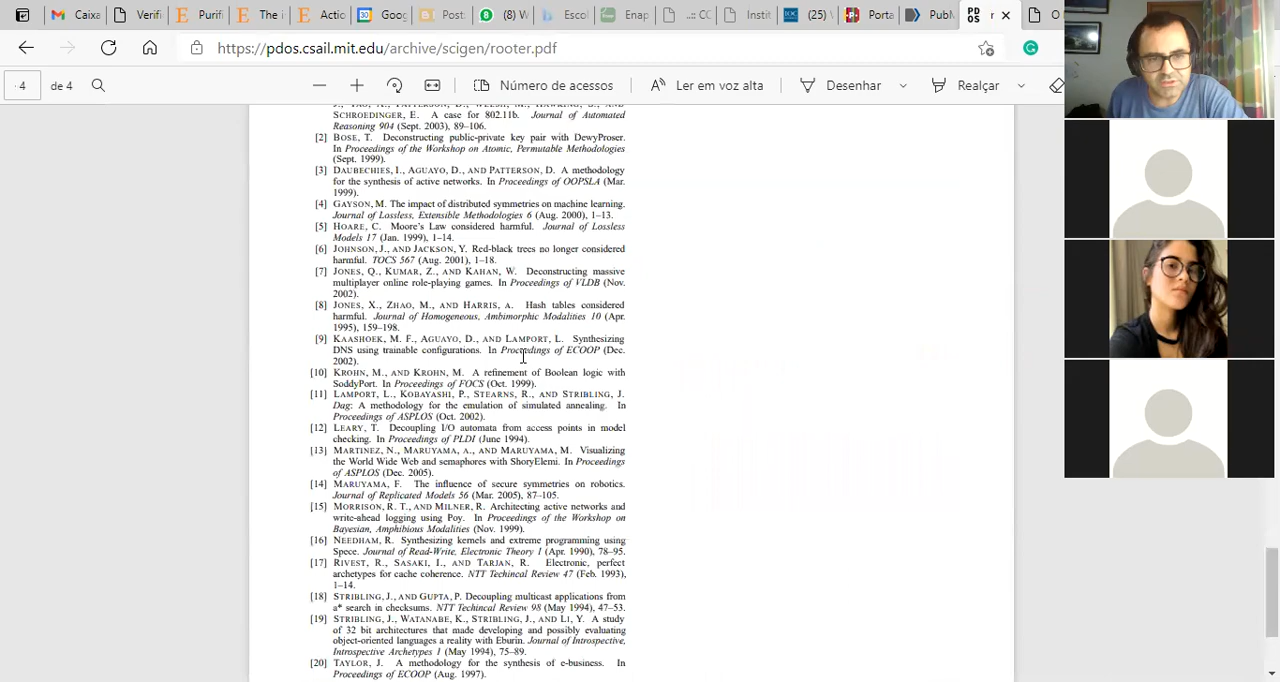 Caixa
Verifi
Purifi
The i
Actio
Goog
Post:
(8) W
Escol
Enap
..:: CC
Instit
(25) \
Porta
PubM
r
O
https://pdos.csail.mit.edu/archive/scigen/rooter.pdf
4 de 4
Número de acessos
Ler em voz alta
Desenhar
Realçar
SCHROEDINGER, E. A case for 802.11b. Journal of Automated
Reasoning 904 (Sept. 2003), 89–106.
[2] BOSE, T. Deconstructing public-private key pair with DewyProser.
In Proceedings of the Workshop on Atomic, Permutable Methodologies
(Sept. 1999).
[3] DAUBECHIES, I., AGUAYO, D., AND PATTERSON, D. A methodology
for the synthesis of active networks. In Proceedings of OOPSLA (Mar.
1999).
[4] GAYSON, M. The impact of distributed symmetries on machine learning.
Journal of Lossless, Extensible Methodologies 6 (Aug. 2000), 1–13.
[5] HOARE, C. Moore's Law considered harmful. Journal of Lossless
Models 17 (Jan. 1999), 1–14.
[6] JOHNSON, J., AND JACKSON, Y. Red-black trees no longer considered
harmful. TOCS 567 (Aug. 2001), 1–18.
[7] JONES, Q., KUMAR, Z., AND KAHAN, W. Deconstructing massive
multiplayer online role-playing games. In Proceedings of VLDB (Nov.
2002).
[8] JONES, X., ZHAO, M., AND HARRIS, A. Hash tables considered
harmful. Journal of Homogeneous, Ambimorphic Modalities 10 (Apr.
1995), 159–198.
[9] KAASHOEK, M. F., AGUAYO, D., AND LAMPORT, L. Synthesizing
DNS using trainable configurations. In Proceedings of ECOOP (Dec.
2002).
[10] KROHN, M., AND KROHN, M. A refinement of Boolean logic with
SoddyPort. In Proceedings of FOCS (Oct. 1999).
[11] LAMPORT, L., KOBAYASHI, P., STEARNS, R., AND STRIBLING, J.
Dag: A methodology for the emulation of simulated annealing. In
Proceedings of ASPLOS (Oct. 2002).
[12] LEARY, T. Decoupling I/O automata from access points in model
checking. In Proceedings of PLDI (June 1994).
[13] MARTINEZ, N., MARUYAMA, A., AND MARUYAMA, M. Visualizing
the World Wide Web and semaphores with ShoryElemi. In Proceedings
of ASPLOS (Dec. 2005).
[14] MARUYAMA, F. The influence of secure symmetries on robotics.
Journal of Replicated Models 56 (Mar. 2005), 87–105.
[15] MORRISON, R. T., AND MILNER, R. Architecting active networks and
write-ahead logging using Poy. In Proceedings of the Workshop on
Bayesian, Amphibious Modalities (Nov. 1999).
[16] NEEDHAM, R. Synthesizing kernels and extreme programming using
Spece. Journal of Read-Write, Electronic Theory 1 (Apr. 1990), 78–95.
[17] RIVEST, R., SASAKI, I., AND TARJAN, R. Electronic, perfect
archetypes for cache coherence. NTT Techincal Review 47 (Feb. 1993),
1–14.
[18] STRIBLING, J., AND GUPTA, P. Decoupling multicast applications from
a* search in checksums. NTT Techincal Review 98 (May 1994), 47–53.
[19] STRIBLING, J., WATANABE, K., STRIBLING, J., AND LI, Y. A study
of 32 bit architectures that made developing and possibly evaluating
object-oriented languages a reality with Eburin. Journal of Introspective,
Introspective Archetypes 1 (May 1994), 75–89.
[20] TAYLOR, J. A methodology for the synthesis of e-business. In
Proceedings of ECOOP (Aug. 1997).